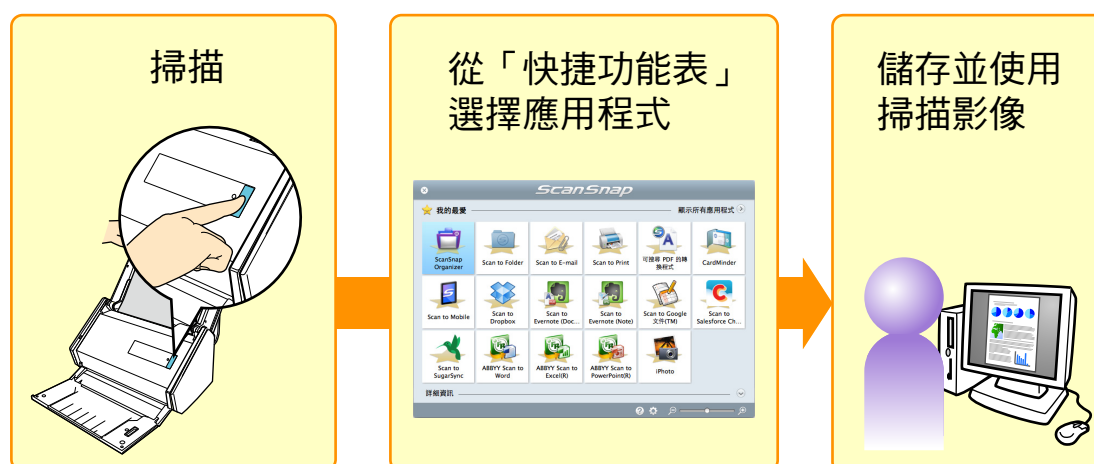 掃描
從「快捷功能表」
選擇應用程式
儲存並使用
掃描影像
ScanSnap
我的最愛
顯示所有應用程式
ScanSnap
Organizer
Scan to Folder
Scan to E-mail
Scan to Print
可搜尋 PDF 的轉
換程式
CardMinder
Scan to Mobile
Scan to
Dropbox
Scan to
Evernote (Doc...
Scan to
Evernote (Note)
Scan to Google
文件(TM)
Scan to
Salesforce Ch...
Scan to
SugarSync
ABBYY Scan to
Word
ABBYY Scan to
Excel(R)
ABBYY Scan to
PowerPoint(R)
iPhoto
詳細資訊